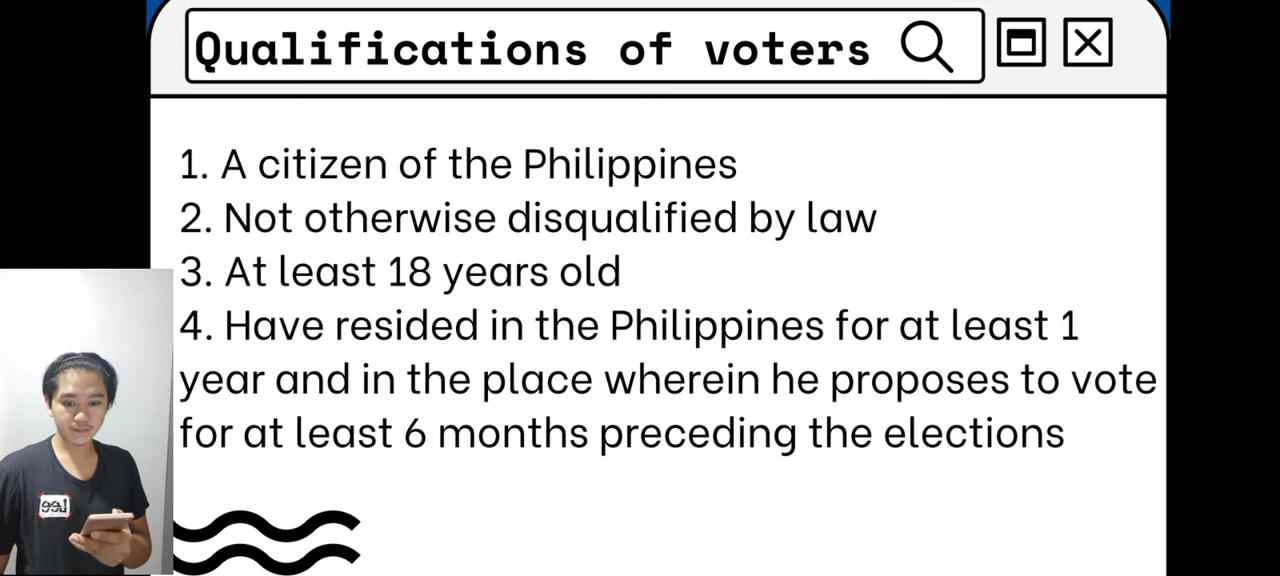 Qualifications of voters
1. A citizen of the Philippines
2. Not otherwise disqualified by law
3. At least 18 years old
4. Have resided in the Philippines for at least 1
year and in the place wherein he proposes to vote
for at least 6 months preceding the elections
Lee